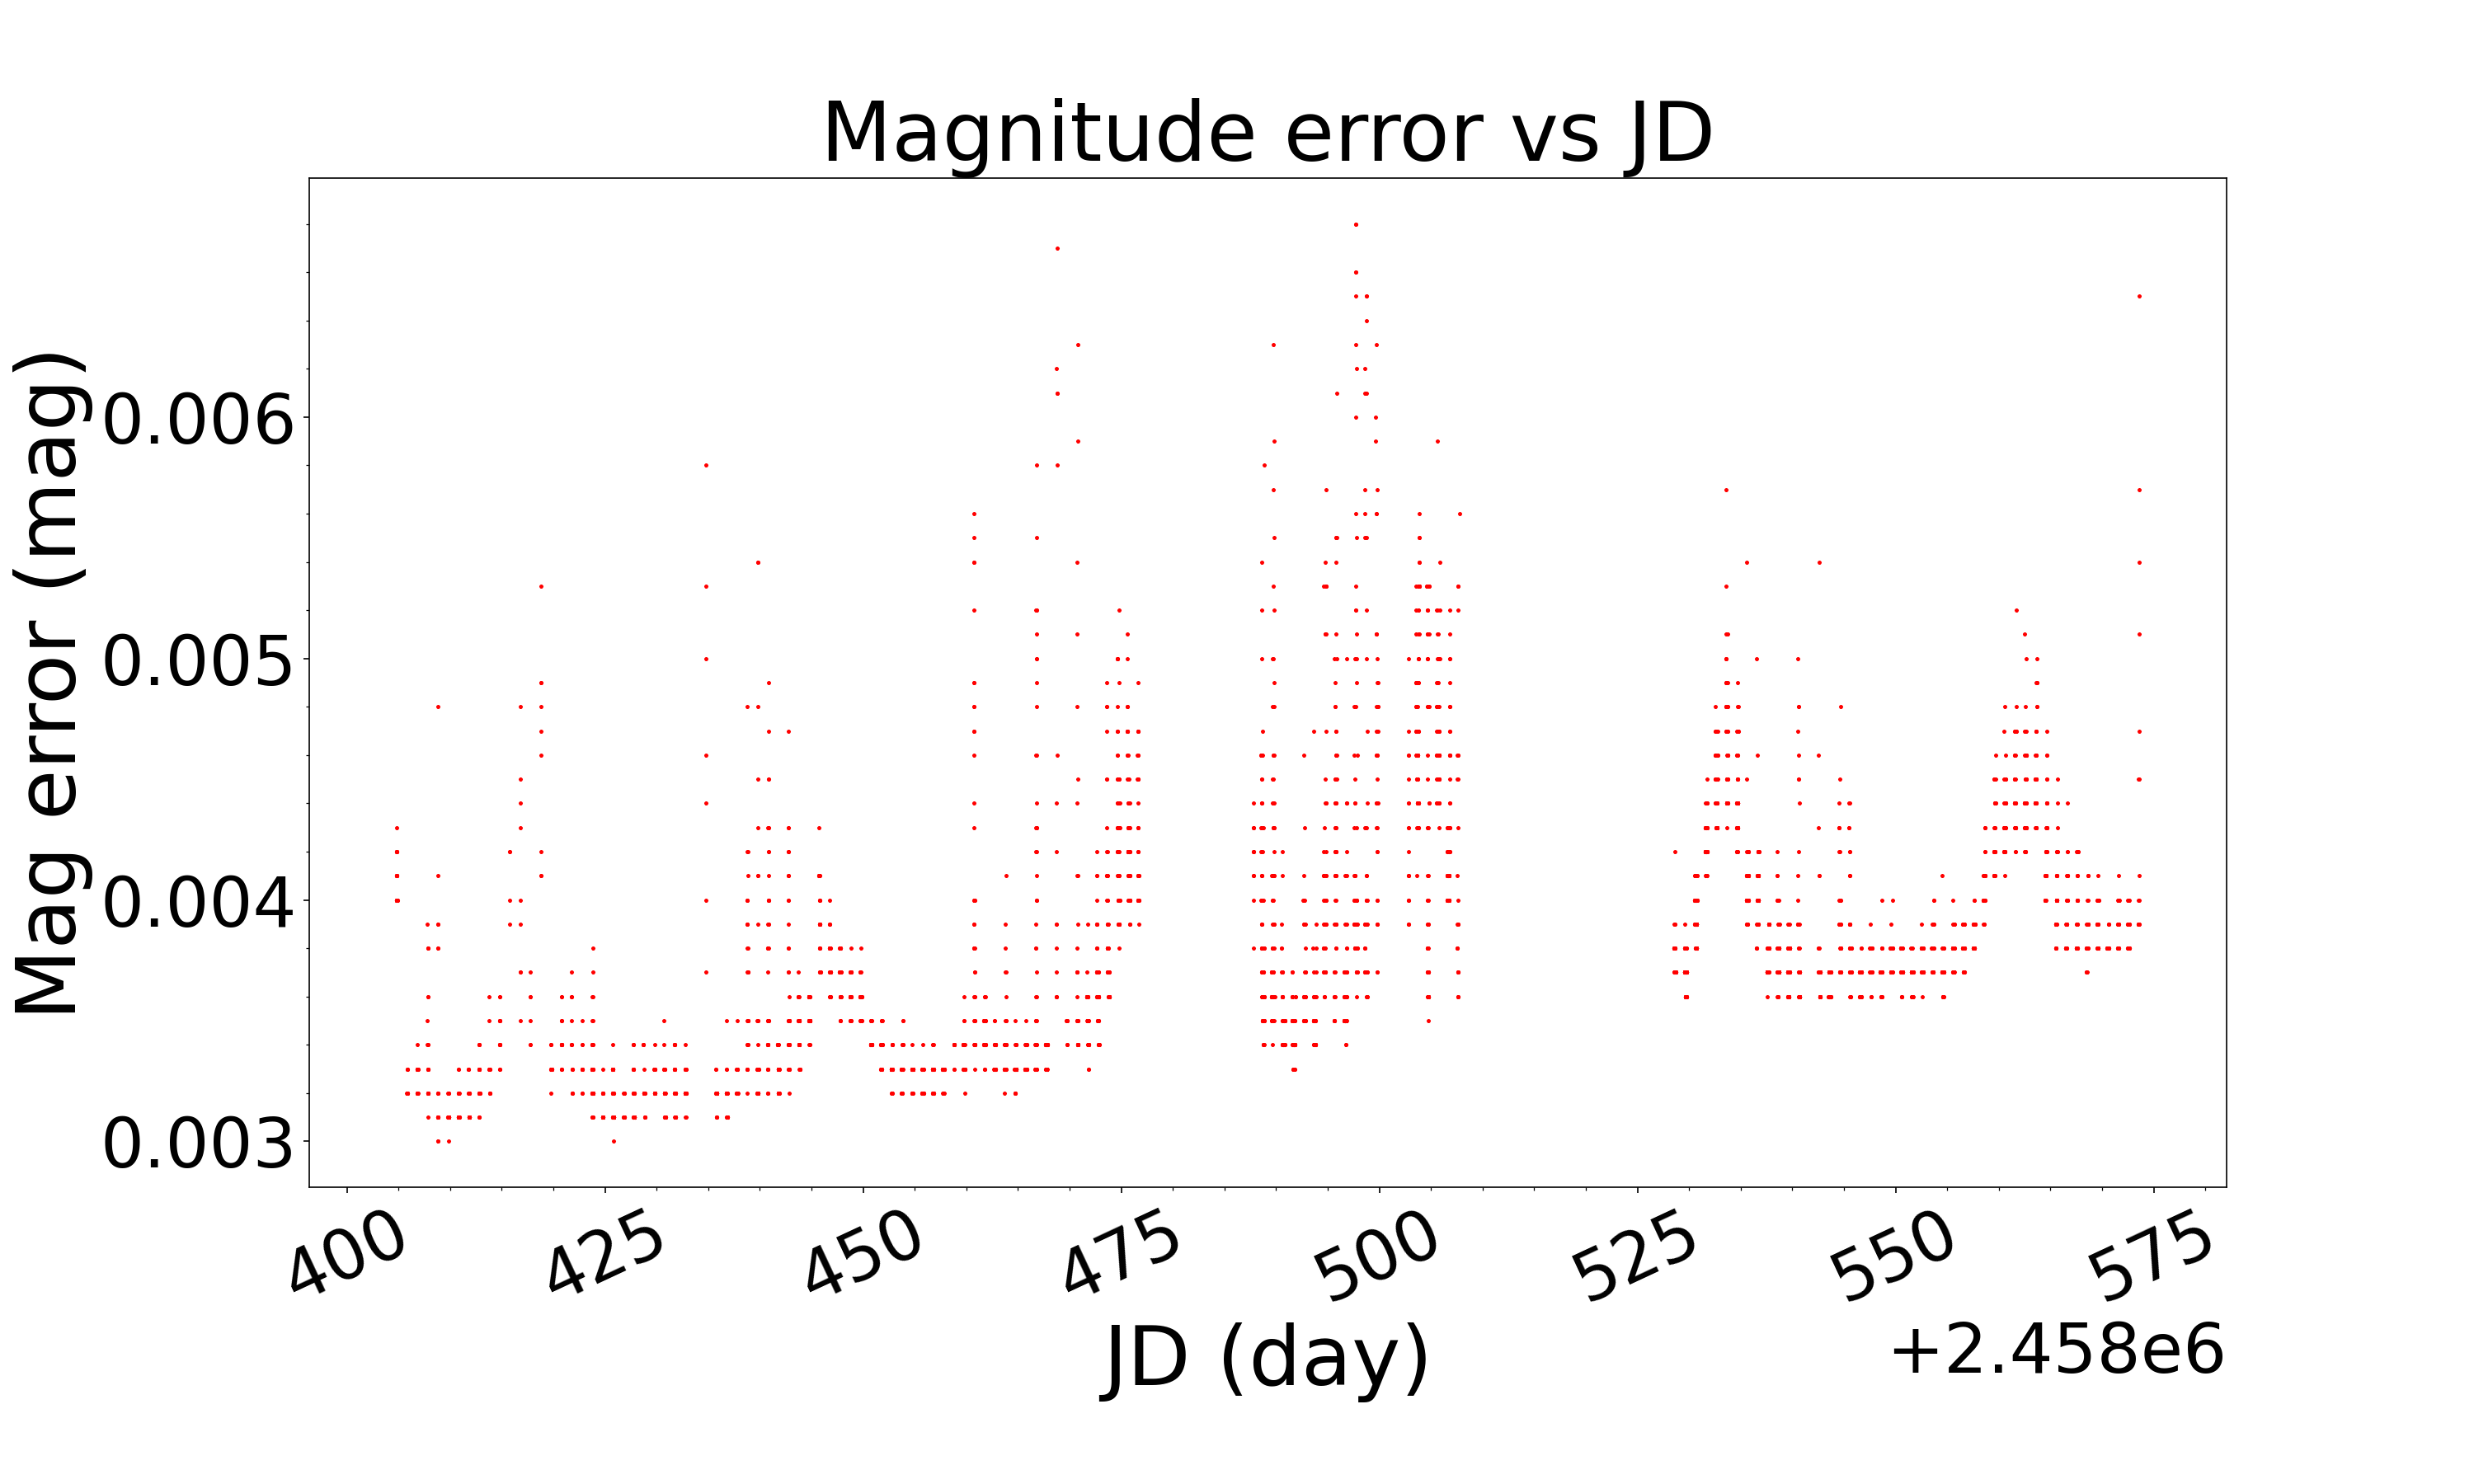 Magnitude error vs JD
Mag error (mag)
0.006
0.005
0.004
0.003
400 425 450 475 500 525 550 575
JD (day)
+2.458e6